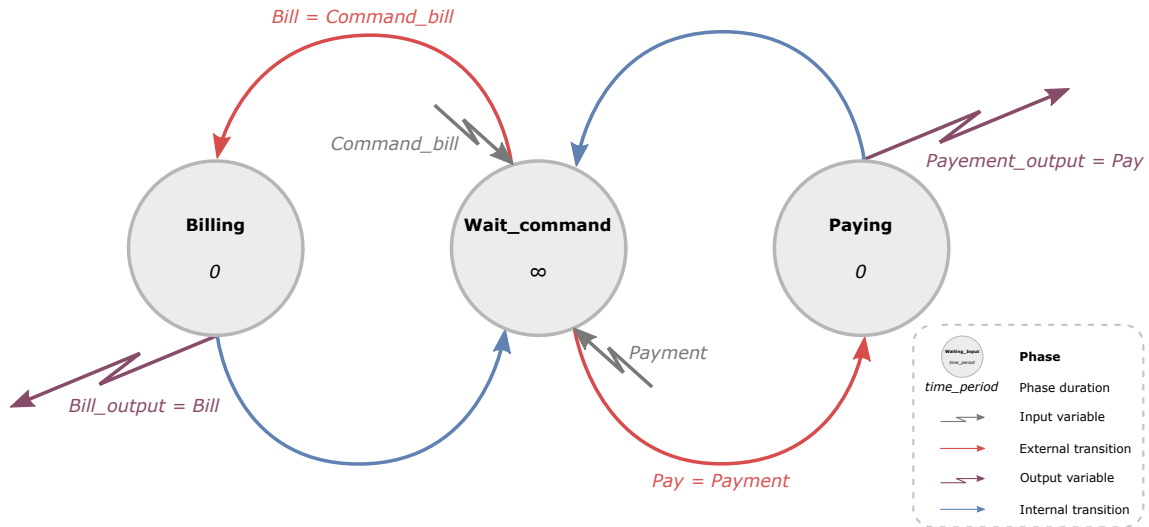 Bill = Command_bill
Command_bill
Payement_output = Pay
Billing
0
Wait_command
∞
Paying
0
Payment
Bill_output = Bill
Pay = Payment
Waiting_Input
time_period
Phase
time_period
Phase duration
Input variable
External transition
Output variable
Internal transition